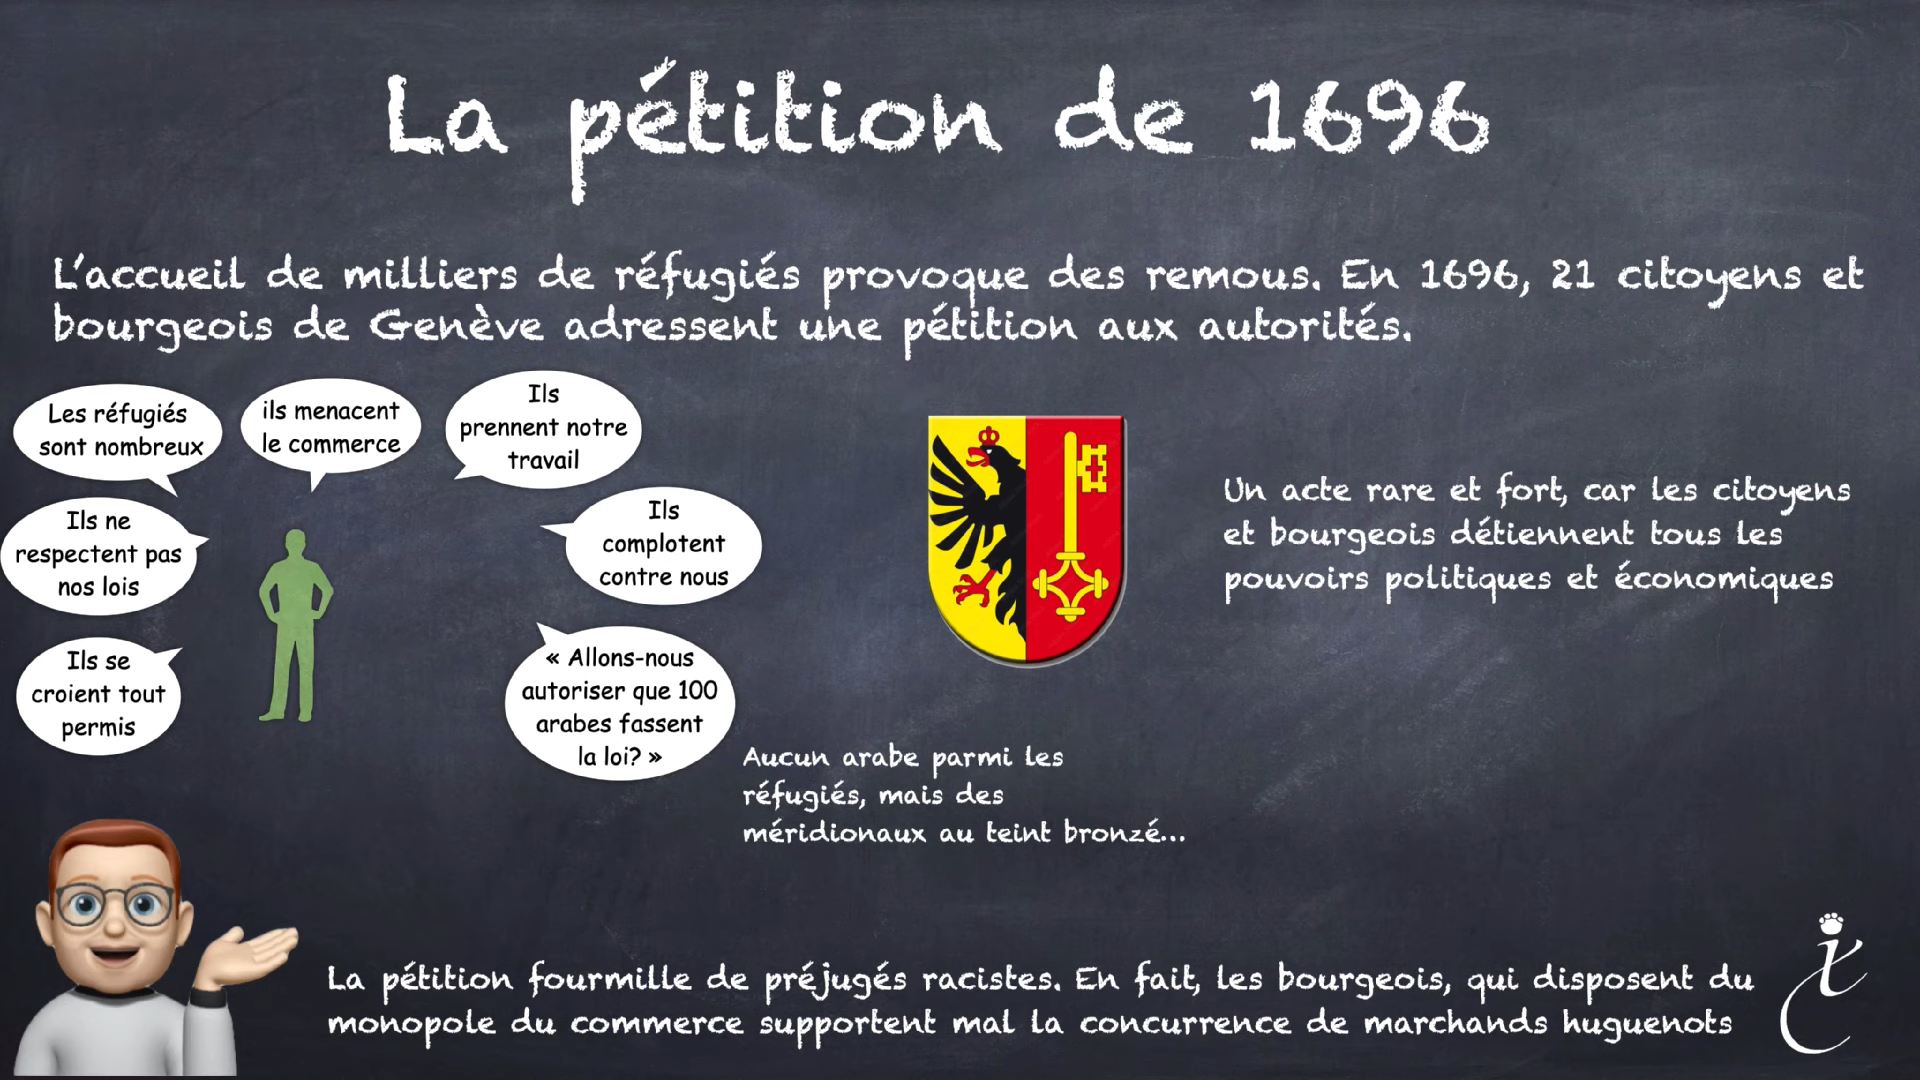 La pétition de 1696
L'accueil de milliers de réfugiés provoque des remous. En 1696, 21 citoyens et
bourgeois de Genève adressent une pétition aux autorités.
Les réfugiés
sont nombreux
ils menacent
le commerce
Ils
prennent notre
travail
Ils ne
respectent pas
nos lois
Ils
complotent
contre nous
Ils se
croient tout
permis
« Allons-nous
autoriser que 100
arabes fassent
la loi? »
Un acte rare et fort, car les citoyens
et bourgeois détiennent tous les
pouvoirs politiques et économiques
Aucun arabe parmi les
réfugiés, mais des
méridionaux au teint bronzé...
La pétition fourmille de préjugés racistes. En fait, les bourgeois, qui disposent du
monopole du commerce supportent mal la concurrence de marchands huguenots